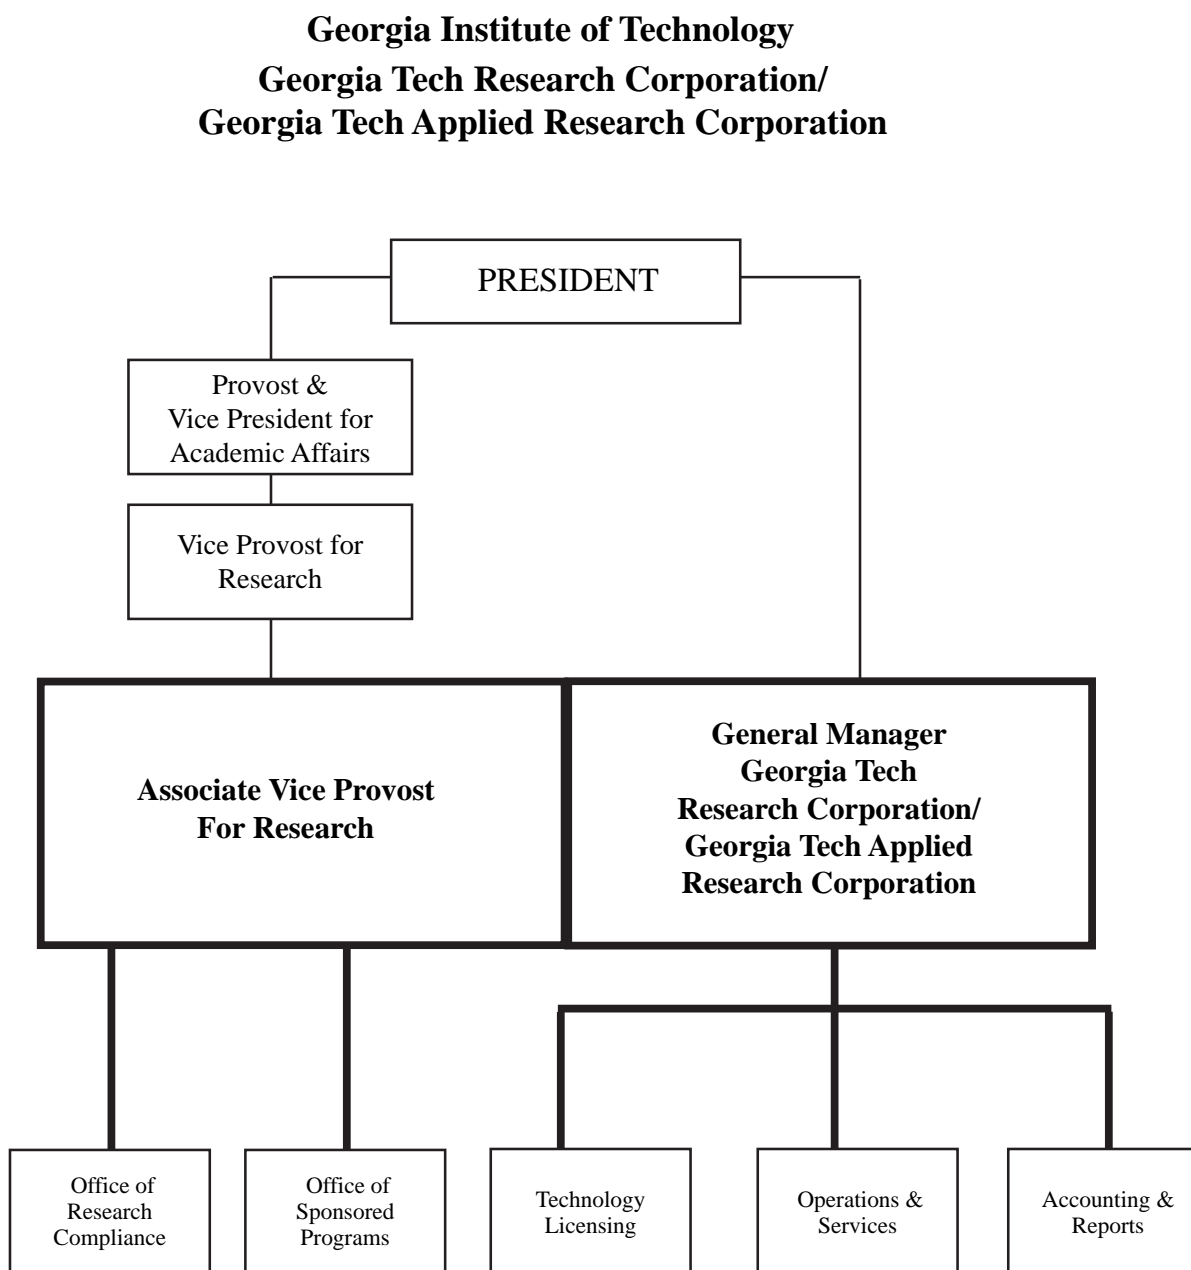 Georgia Institute of Technology
Georgia Tech Research Corporation/
Georgia Tech Applied Research Corporation
PRESIDENT
Provost &
Vice President for
Academic Affairs
Vice Provost for
Research
Associate Vice Provost
For Research
General Manager
Georgia Tech
Research Corporation/
Georgia Tech Applied
Research Corporation
Office of
Research
Compliance
Office of
Sponsored
Programs
Technology
Licensing
Operations &
Services
Accounting &
Reports